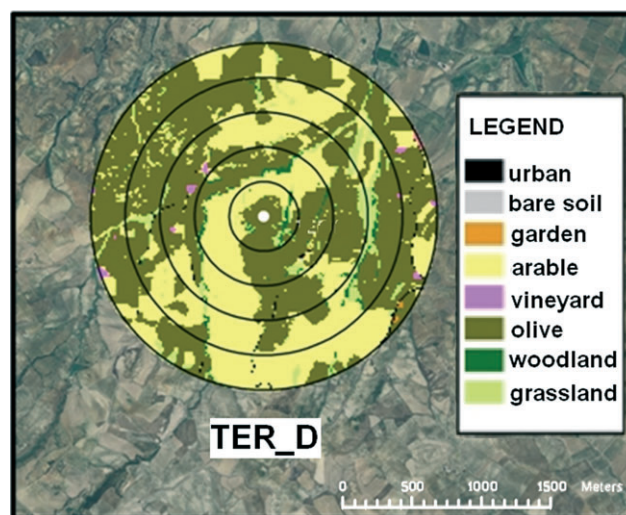 LEGEND
urban
bare soil
garden
arable
vineyard
olive
woodland
grassland
TER_D
0 500 1000 1500 Meters